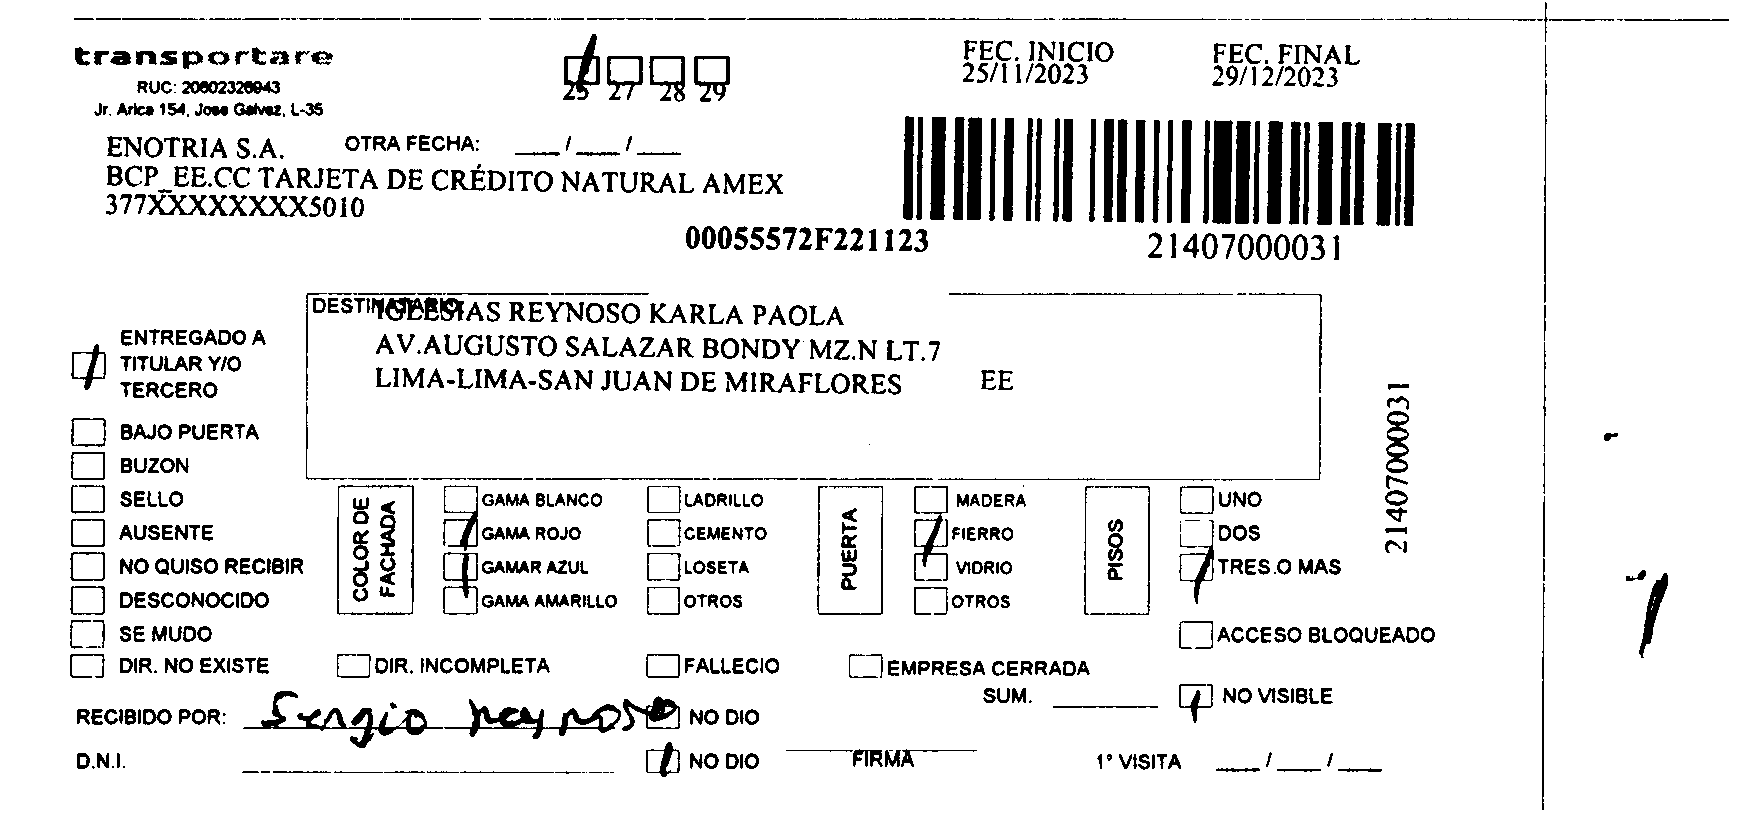 transportare
RUC: 20602326943
Jr. Arica 154, Jose Galvez, L-35
25 27 28 29
FEC. INICIO
25/11/2023
FEC. FINAL
29/12/2023
ENOTRIA S.A. OTRA FECHA: ___ / ___ / ___
BCP_EE.CC TARJETA DE CRÉDITO NATURAL AMEX
377XXXXXXXX5010
00055572F221123
21407000031
DESTINATARIO:
IGLESIAS REYNOSO KARLA PAOLA
AV.AUGUSTO SALAZAR BONDY MZ.N LT.7
LIMA-LIMA-SAN JUAN DE MIRAFLORES EE
21407000031
ENTREGADO A
TITULAR Y/O
TERCERO
BAJO PUERTA
BUZON
SELLO
AUSENTE
NO QUISO RECIBIR
DESCONOCIDO
SE MUDO
DIR. NO EXISTE
COLOR DE
FACHADA
GAMA BLANCO
GAMA ROJO
GAMAR AZUL
GAMA AMARILLO
LADRILLO
CEMENTO
LOSETA
OTROS
PUERTA
MADERA
FIERRO
VIDRIO
OTROS
PISOS
UNO
DOS
TRES.O MAS
ACCESO BLOQUEADO
DIR. INCOMPLETA
FALLECIO
EMPRESA CERRADA
SUM. ______
NO VISIBLE
RECIBIDO POR: Sergio Reynoso NO DIO
D.N.I. ______ NO DIO
FIRMA
1° VISITA ___ / ___ / ___